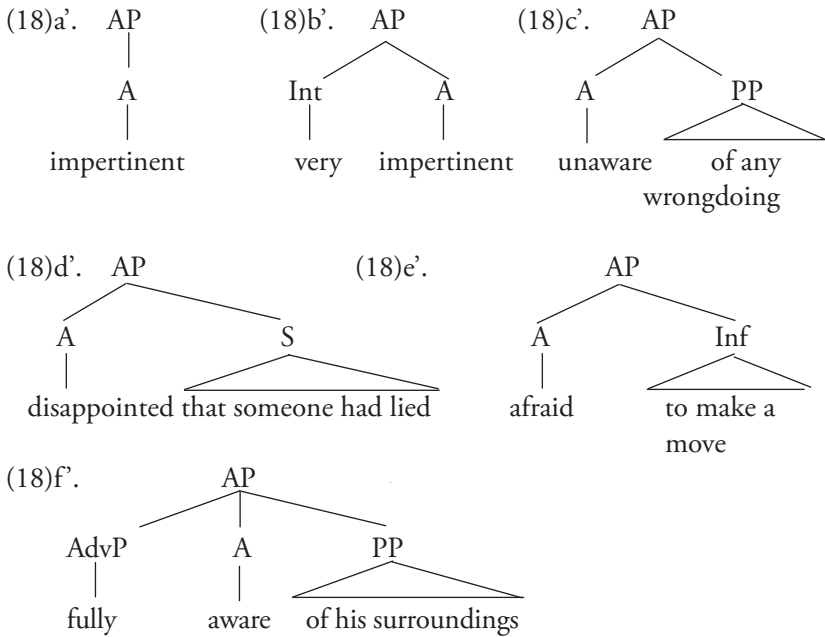 (18)a’. AP (18)b’. AP (18)c’. AP
A Int A A PP
impertinent very impertinent unaware of any
wrongdoing
(18)d’. AP (18)e’. AP
A S A Inf
disappointed that someone had lied afraid to make a
move
(18)f’. AP
AdvP A PP
fully aware of his surroundings